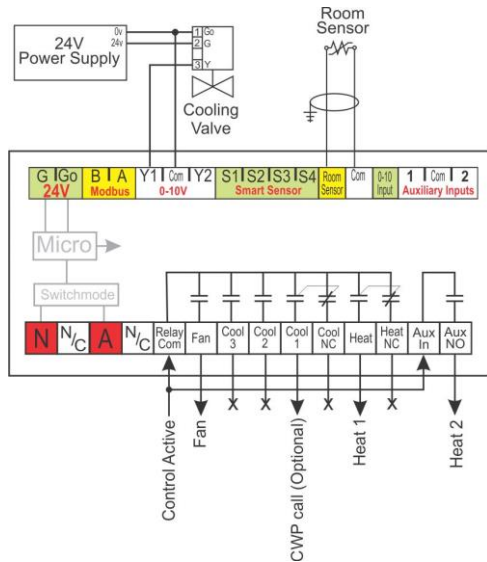 Room
Sensor
24V
Power Supply
0v
24v
1 Go
2 G
3 Y
Cooling
Valve
G Go
24V
B A
Modbus
Y1 Com Y2
0-10V
S1 S2 S3 S4
Smart Sensor
Room
Sensor
Com
0-10
Input
1 Com 2
Auxiliary Inputs
Micro
Switchmode
N
N/C
A
N/C
Relay
Com
Fan
Cool
3
Cool
2
Cool
1
Cool
NC
Heat
Heat
NC
Aux
In
Aux
NO
Control Active
Fan
CWP call (Optional)
Heat 1
Heat 2